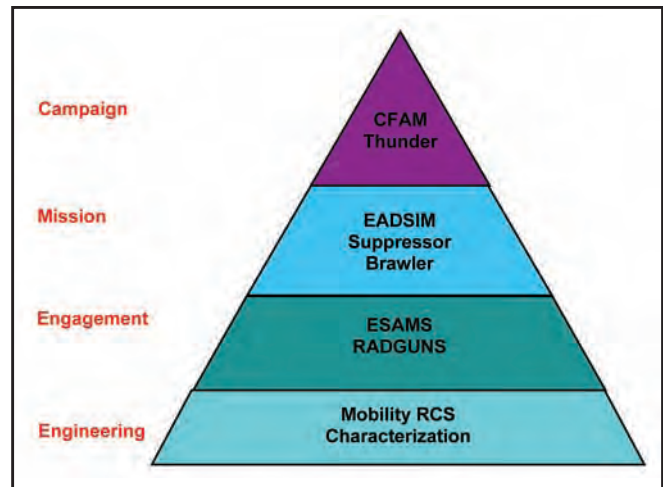 Campaign
CFAM
Thunder
Mission
EADSIM
Suppressor
Brawler
Engagement
ESAMS
RADGUNS
Engineering
Mobility RCS
Characterization